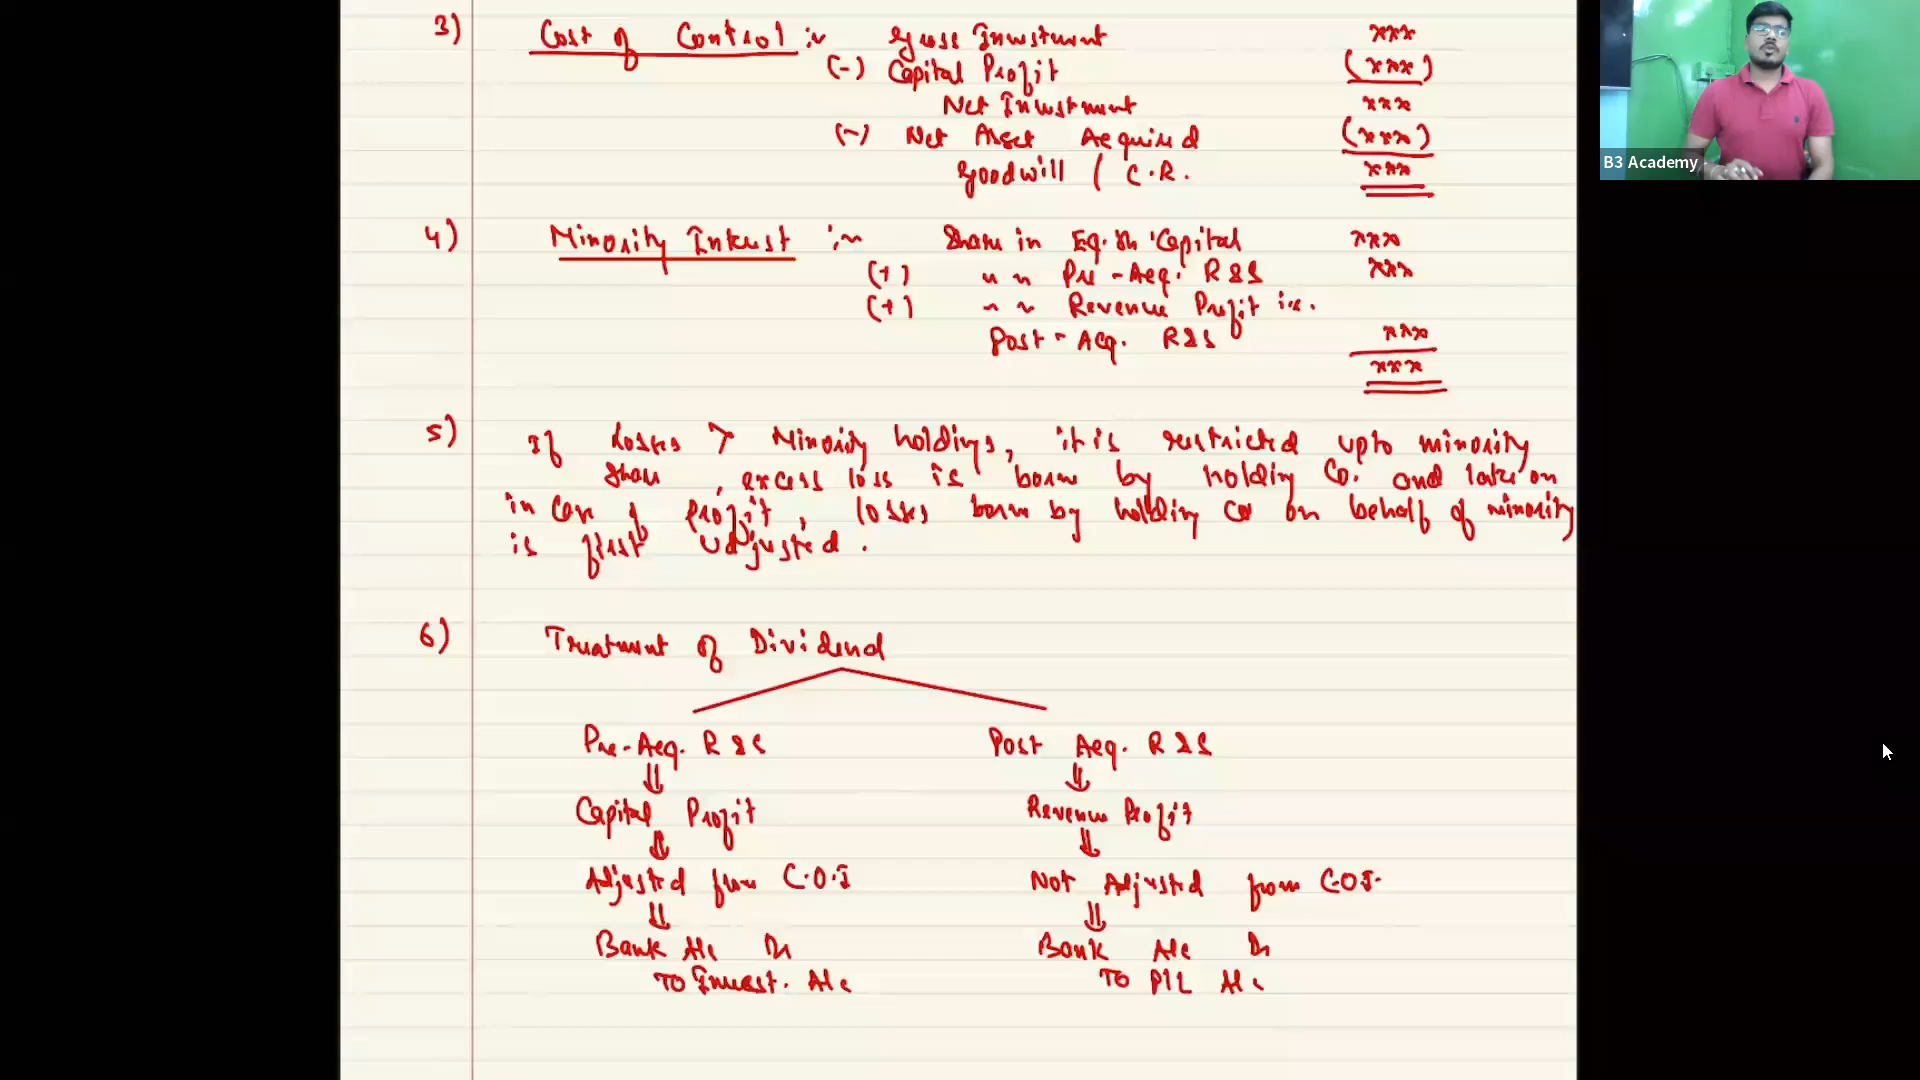 3) Cost of Control :- Gross Investment xxx
(-) Capital Profit (xxx)
Net Investment xxx
(-) Net Asset Acquired (xxx)
Goodwill / C.R. xxx
4) Minority Interest :- Share in Eq. Sh. Capital xxx
(+) " " Pre-Acq. R&S xxx
(+) " " Revenue Profit i.e.
Post-Acq. R&S xxx
xxx
5) If Losses > Minority holdings, it is restricted upto minority
share, excess loss is borne by holding Co. and later on
in case of profit, losses borne by holding co on behalf of minority
is first adjusted.
6) Treatment of Dividend
Pre-Acq. R&S Post Acq. R&S
⇓ ⇓
Capital Profit Revenue Profit
⇓ ⇓
Adjusted from C.O.I Not Adjusted from C.O.I.
⇓ ⇓
Bank A/c Dr Bank A/c Dr
To Invest. A/c To P/L A/c
B3 Academy